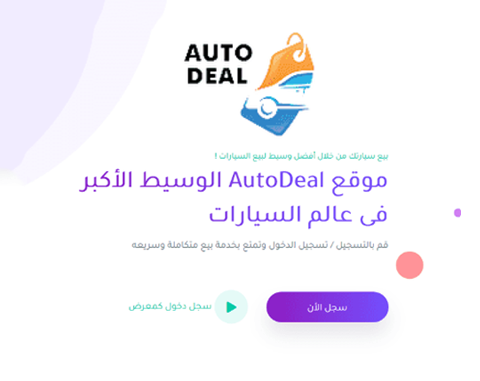 AUTO
DEAL
بيع سيارتك من خلال أفضل وسيط لبيع السيارات !
موقع AutoDeal الوسيط الأكبر
فى عالم السيارات
قم بالتسجيل / تسجيل الدخول وتمتع بخدمة بيع متكاملة وسريعه
سجل الأن
سجل دخول كمعرض